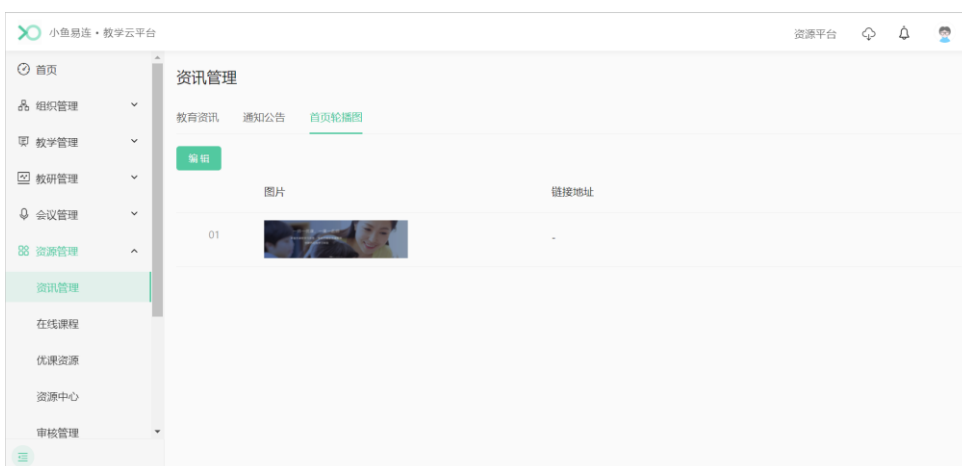 小鱼易连·教学云平台
资源平台
首页
组织管理
教学管理
教研管理
会议管理
资源管理
资讯管理
在线课程
优课资源
资源中心
审核管理
资讯管理
教育资讯 通知公告 首页轮播图
编辑
图片 链接地址
01 -